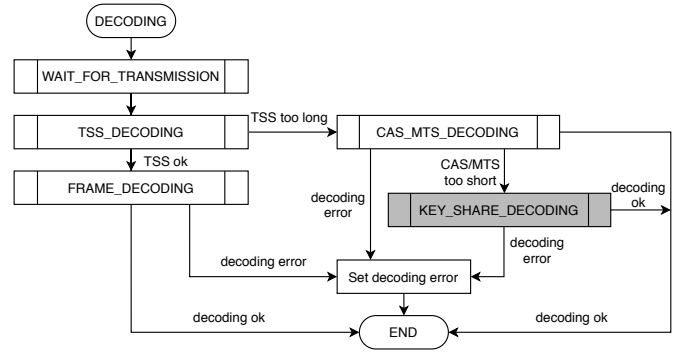 DECODING
WAIT_FOR_TRANSMISSION
TSS_DECODING
TSS too long
CAS_MTS_DECODING
TSS ok
FRAME_DECODING
decoding
error
CAS/MTS
too short
KEY_SHARE_DECODING
decoding
ok
decoding error
decoding
error
Set decoding error
decoding ok
END
decoding ok